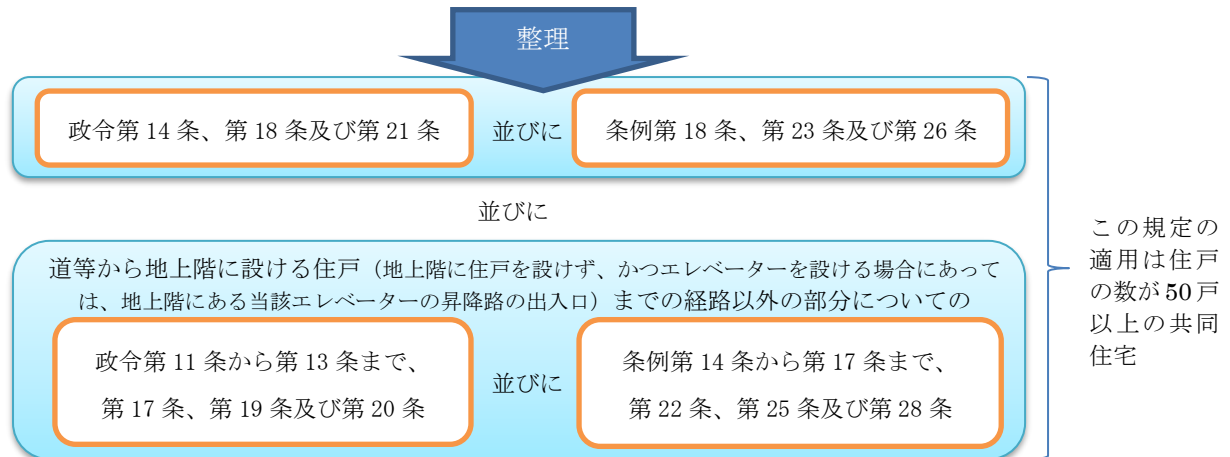 整理
政令第 14 条、第 18 条及び第 21 条 並びに 条例第 18 条、第 23 条及び第 26 条
並びに
道等から地上階に設ける住戸（地上階に住戸を設けず、かつエレベーターを設ける場合にあって
は、地上階にある当該エレベーターの昇降路の出入口）までの経路以外の部分についての
政令第 11 条から第 13 条まで、
第 17 条、第 19 条及び第 20 条
並びに
条例第 14 条から第 17 条まで、
第 22 条、第 25 条及び第 28 条
この規定の
適用は住戸
の数が 50 戸
以上の共同
住宅